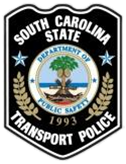 SOUTH CAROLINA
STATE
DEPARTMENT OF
PUBLIC SAFETY
1993
TRANSPORT POLICE